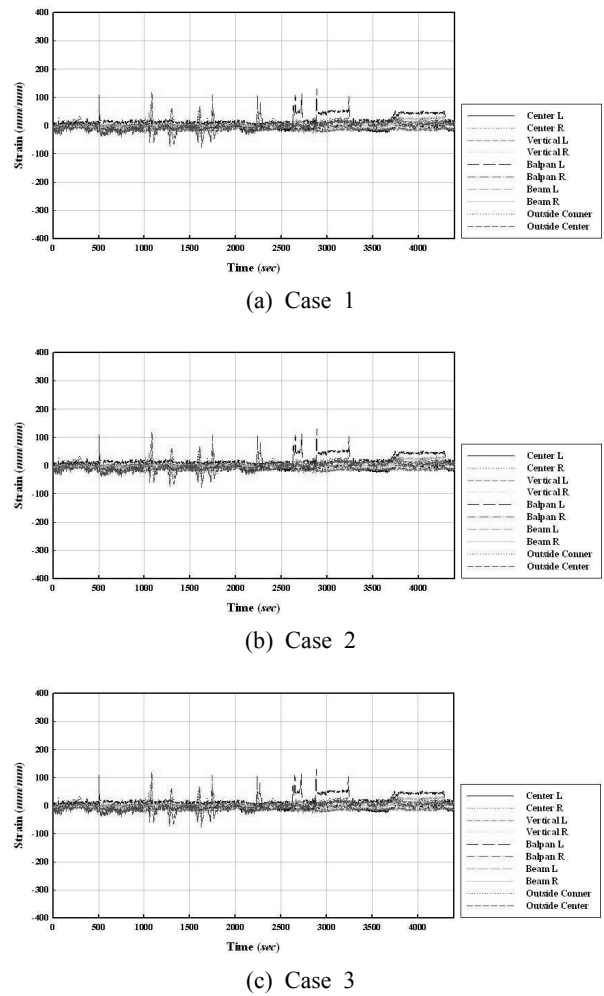 400
300
200
100
0
-100
-200
-300
-400
Strain (mm/mm)
0 500 1000 1500 2000 2500 3000 3500 4000
Time (sec)
Center L
Center R
Vertical L
Vertical R
Balpan L
Balpan R
Beam L
Beam R
Outside Conner
Outside Center
(a) Case 1
400
300
200
100
0
-100
-200
-300
-400
Strain (mm/mm)
0 500 1000 1500 2000 2500 3000 3500 4000
Time (sec)
Center L
Center R
Vertical L
Vertical R
Balpan L
Balpan R
Beam L
Beam R
Outside Conner
Outside Center
(b) Case 2
400
300
200
100
0
-100
-200
-300
-400
Strain (mm/mm)
0 500 1000 1500 2000 2500 3000 3500 4000
Time (sec)
Center L
Center R
Vertical L
Vertical R
Balpan L
Balpan R
Beam L
Beam R
Outside Conner
Outside Center
(c) Case 3